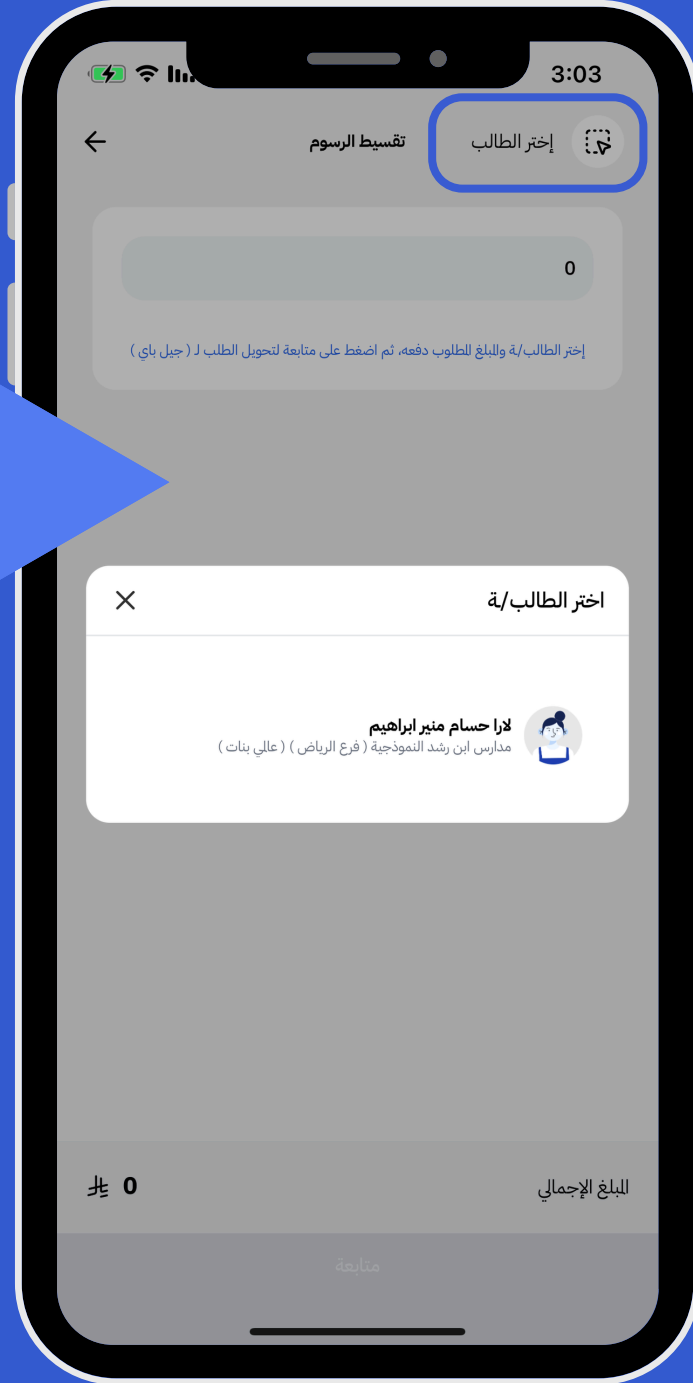 3:03
إختر الطالب
تقسيط الرسوم
0
إختر الطالب/ـة والمبلغ المطلوب دفعه، ثم اضغط على متابعة لتحويل الطلب لـ ( جيل باي )
اختر الطالب/ـة
لارا حسام منير ابراهيم
مدارس ابن رشد النموذجية ( فرع الرياض ) ( عالي بنات )
المبلغ الإجمالي
0 ⃁
متابعة